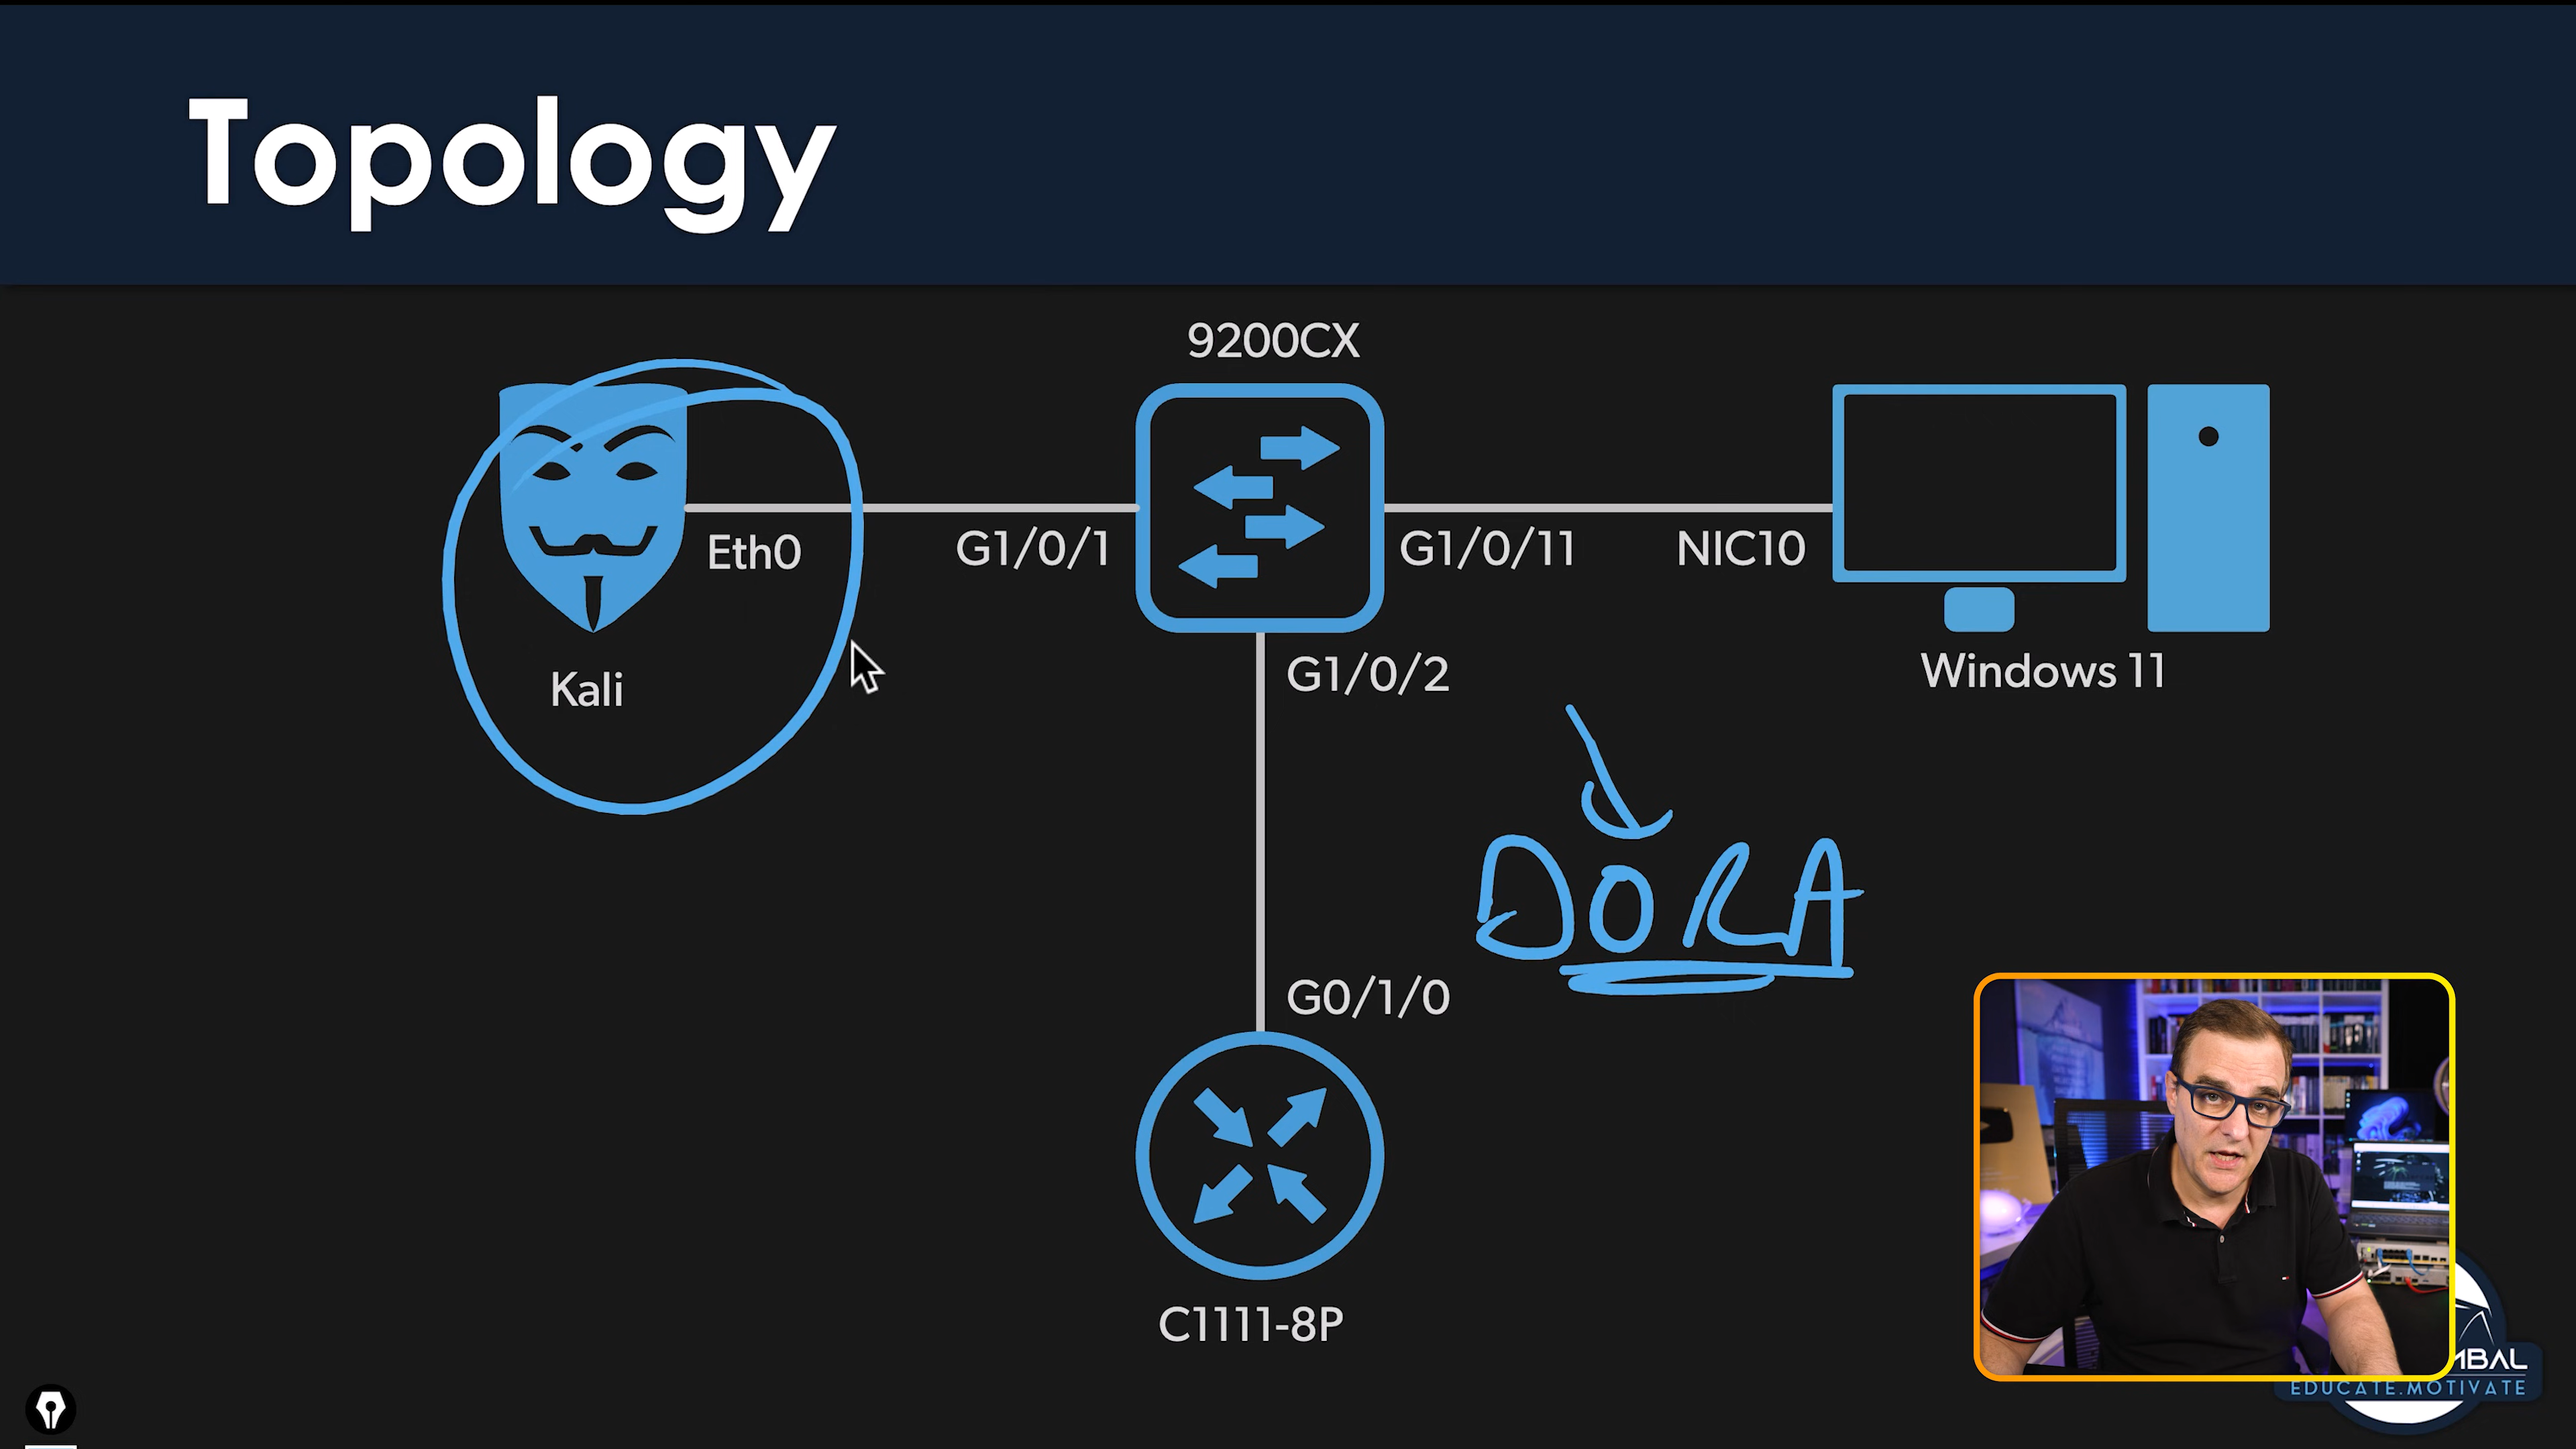 Topology
9200CX
Eth0
G1/0/1
G1/0/11
NIC10
Kali
G1/0/2
Windows 11
DORA
G0/1/0
C1111-8P
MBAL
EDUCATE.MOTIVATE